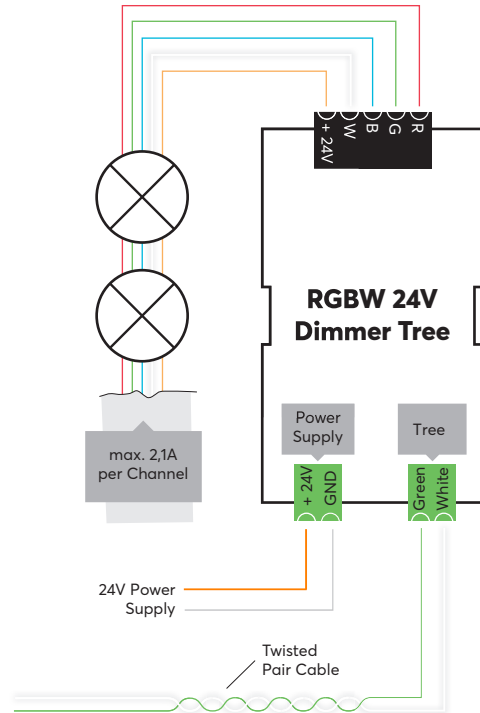 + 24V
W
B
G
R
RGBW 24V
Dimmer Tree
Power
Supply
Tree
max. 2,1A
per Channel
+ 24V
GND
Green
White
24V Power
Supply
Twisted
Pair Cable